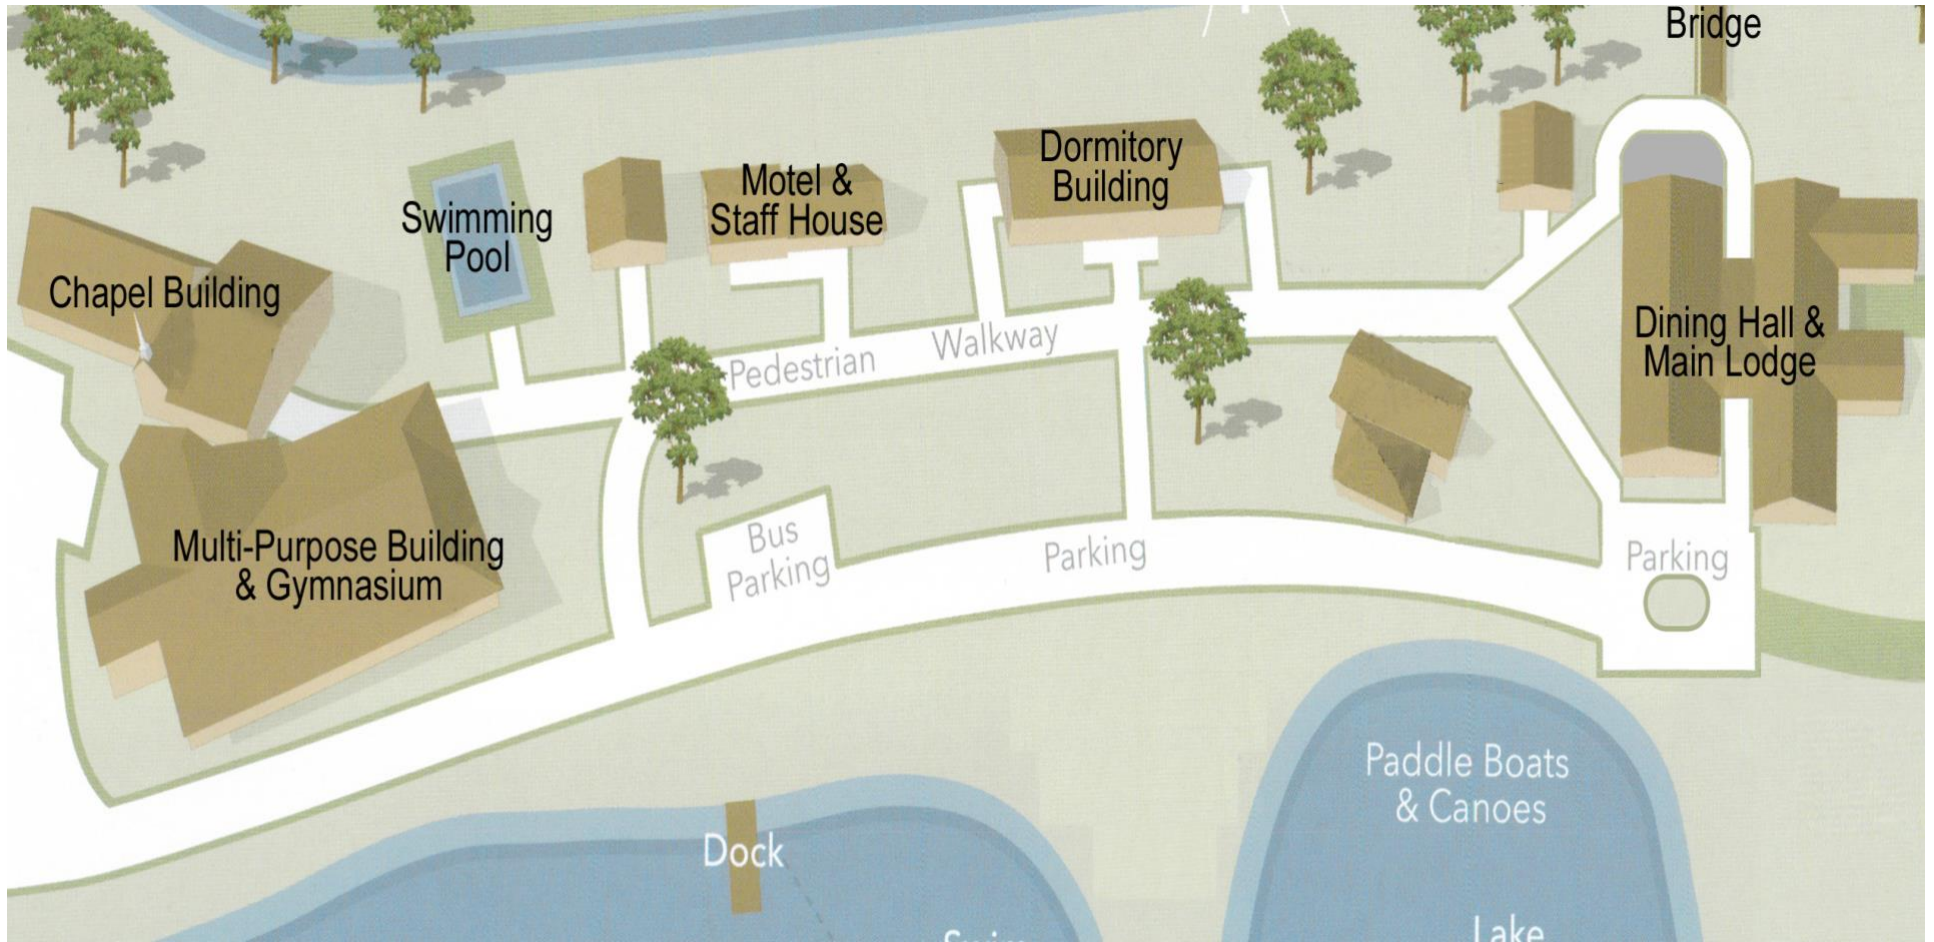 Bridge
Dormitory
Building
Motel &
Staff House
Swimming
Pool
Chapel Building
Dining Hall &
Main Lodge
Pedestrian Walkway
Multi-Purpose Building
& Gymnasium
Bus
Parking
Parking
Parking
Paddle Boats
& Canoes
Dock
Lake